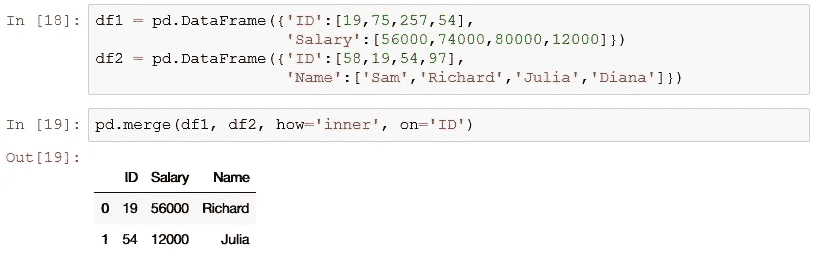 In [18]: df1 = pd.DataFrame({'ID':[19,75,257,54],
'Salary':[56000,74000,80000,12000]})
df2 = pd.DataFrame({'ID':[58,19,54,97],
'Name':['Sam','Richard','Julia','Diana']})
In [19]: pd.merge(df1, df2, how='inner', on='ID')
Out[19]:
ID Salary Name
0 19 56000 Richard
1 54 12000 Julia